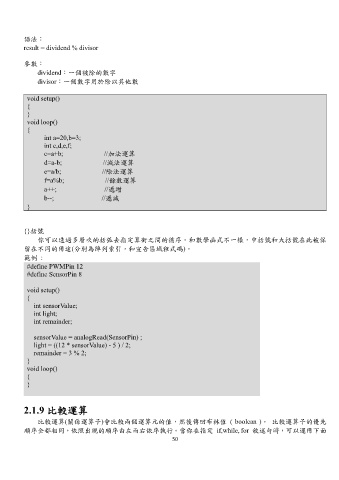 語法：
result = dividend % divisor
參數：
dividend：一個被除的數字
divisor：一個數字用於除以其他數
void setup()
{
}
void loop()
{
int a=20,b=3;
int c,d,e,f;
c=a+b; //加法運算
d=a-b; //減法運算
e=a/b; //除法運算
f=a%b; //餘數運算
a++; //遞增
b--; //遞減
}
{}括號
你可以透過多層次的括弧去指定算術之間的循序。和數學函式不一樣，中括號和大括號在此被保
留在不同的傳達(分別為陣列索引，和宣告區域程式碼)。
範例：
#define PWMPin 12
#define SensorPin 8
void setup()
{
int sensorValue;
int light;
int remainder;
sensorValue = analogRead(SensorPin) ;
light = ((12 * sensorValue) - 5 ) / 2;
remainder = 3 % 2;
}
void loop()
{
}
2.1.9 比較運算
比較運算(關係運算子)會比較兩個運算元的值，然後傳回布林值 ( boolean )。 比較運算子的優先
順序全都相同，依照出現的順序由左而右依序執行。當你在指定 if,while, for 敘述句時，可以運用下面
50